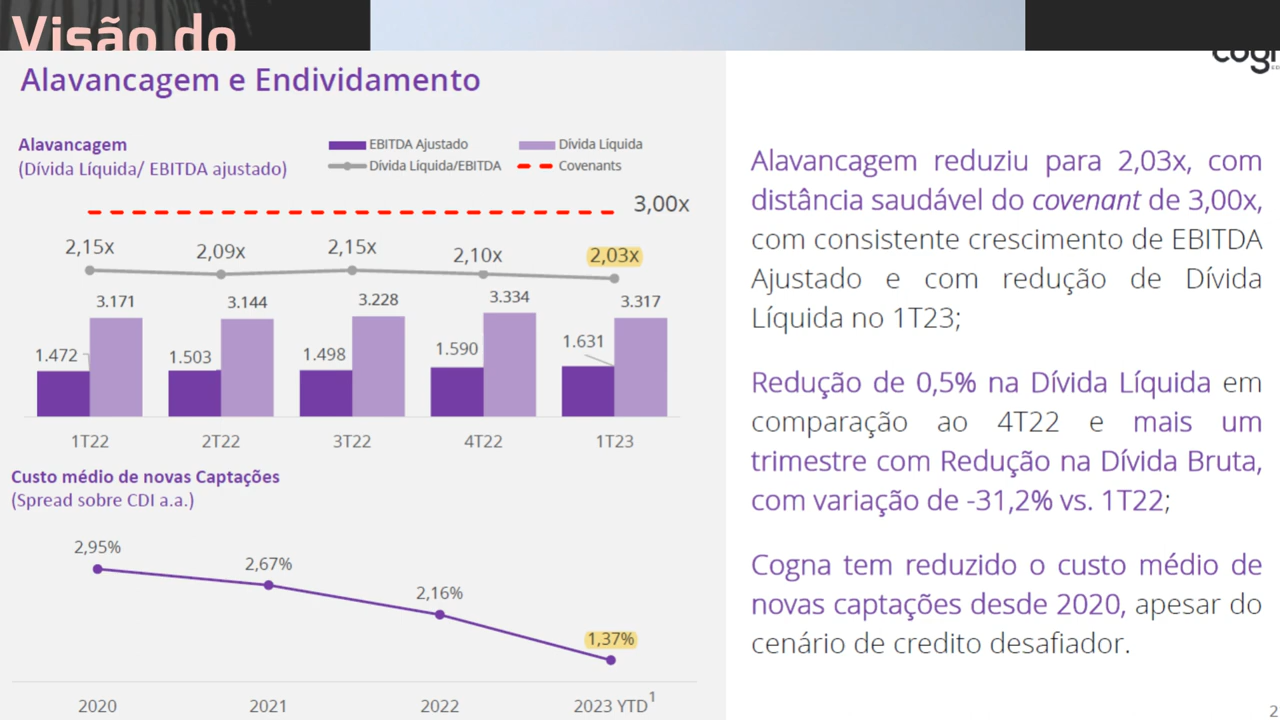 Visão do
Alavancagem e Endividamento
Alavancagem
(Dívida Líquida/ EBITDA ajustado)
EBITDA Ajustado
Dívida Líquida
Dívida Líquida/EBITDA
Covenants
3,00x
2,15x
2,09x
2,15x
2,10x
2,03x
3.171
3.144
3.228
3.334
3.317
1.472
1.503
1.498
1.590
1.631
1T22
2T22
3T22
4T22
1T23
Custo médio de novas Captações
(Spread sobre CDI a.a.)
2,95%
2,67%
2,16%
1,37%
2020
2021
2022
2023 YTD1
Alavancagem reduziu para 2,03x, com
distância saudável do covenant de 3,00x,
com consistente crescimento de EBITDA
Ajustado e com redução de Dívida
Líquida no 1T23;
Redução de 0,5% na Dívida Líquida em
comparação ao 4T22 e mais um
trimestre com Redução na Dívida Bruta,
com variação de -31,2% vs. 1T22;
Cogna tem reduzido o custo médio de
novas captações desde 2020, apesar do
cenário de credito desafiador.